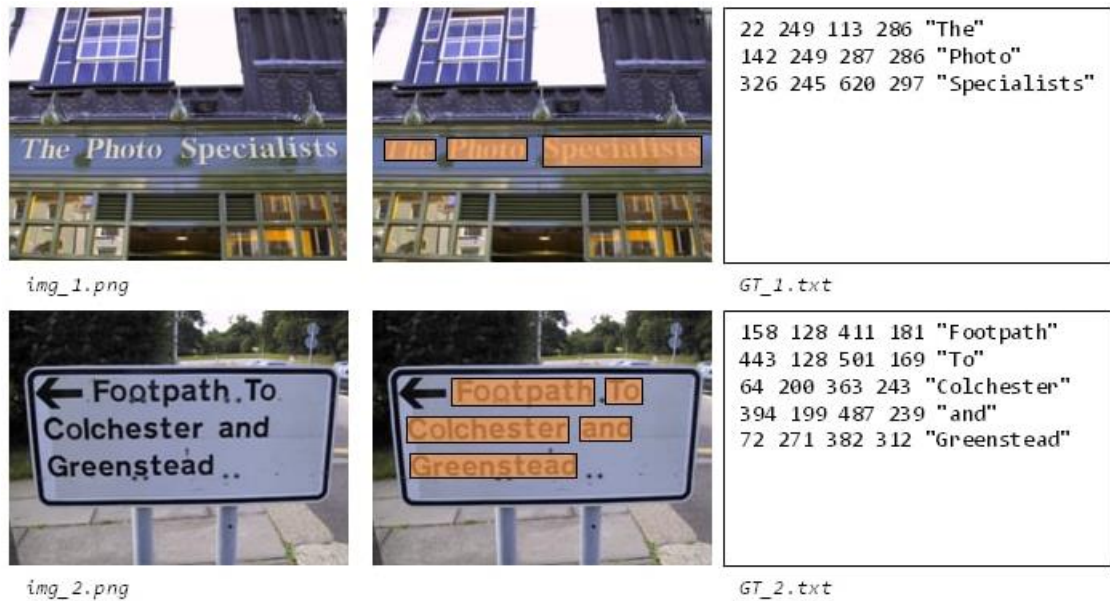 22 249 113 286 "The"
142 249 287 286 "Photo"
326 245 620 297 "Specialists"
The Photo Specialists
The Photo Specialists
img_1.png
GT_1.txt
158 128 411 181 "Footpath"
443 128 501 169 "To"
64 200 363 243 "Colchester"
394 199 487 239 "and"
72 271 382 312 "Greenstead"
Footpath To
Colchester and
Greenstead
Footpath To
Colchester and
Greenstead
img_2.png
GT_2.txt